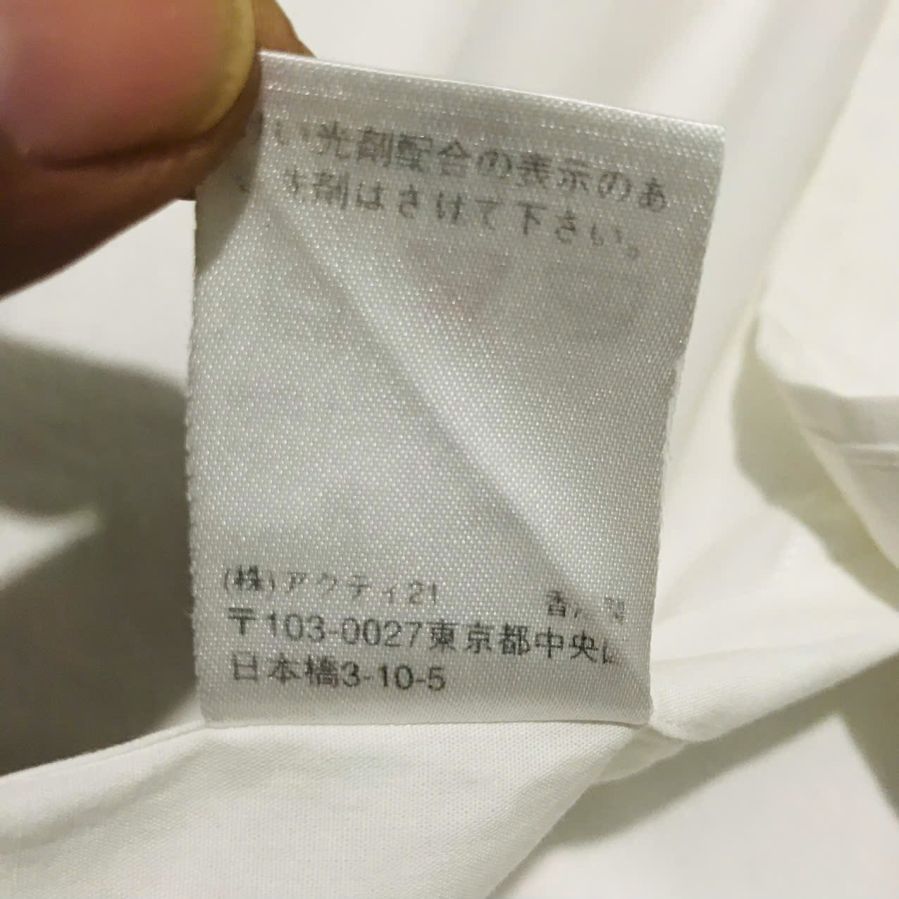 い光剤配合の表示のあ
剤はさけて下さい。
(株)アクティ21
〒103-0027東京都中央
日本橋3-10-5